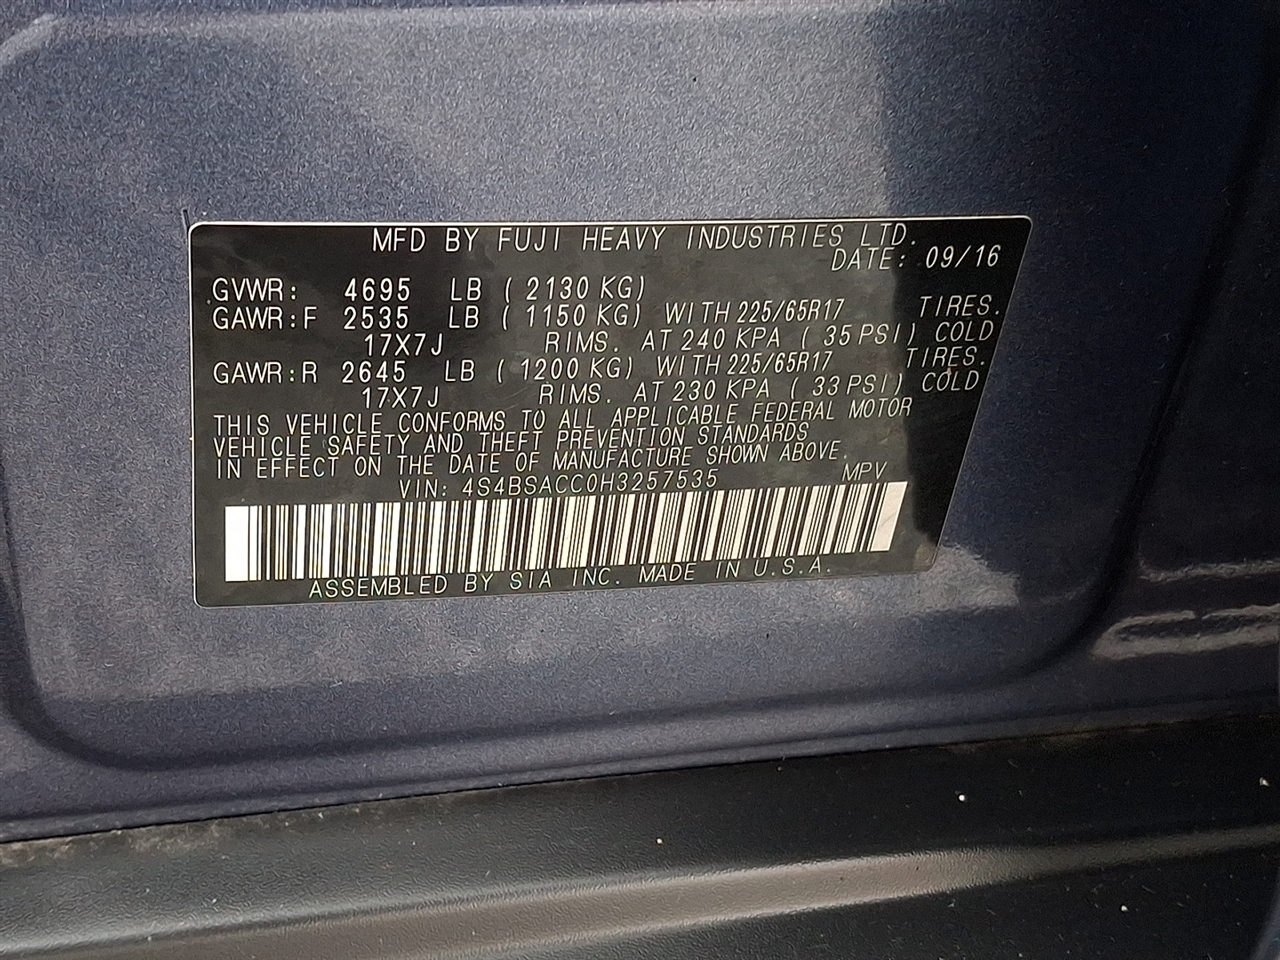 MFD BY FUJI HEAVY INDUSTRIES LTD.
DATE: 09/16
GVWR: 4695 LB ( 2130 KG)
GAWR:F 2535 LB ( 1150 KG) WITH 225/65R17 TIRES.
17X7J RIMS. AT 240 KPA ( 35 PSI) COLD
GAWR:R 2645 LB ( 1200 KG) WITH 225/65R17 TIRES.
17X7J RIMS. AT 230 KPA ( 33 PSI) COLD
THIS VEHICLE CONFORMS TO ALL APPLICABLE FEDERAL MOTOR
VEHICLE SAFETY AND THEFT PREVENTION STANDARDS
IN EFFECT ON THE DATE OF MANUFACTURE SHOWN ABOVE.
VIN: 4S4BSACC0H3257535 MPV
ASSEMBLED BY SIA INC. MADE IN U.S.A.